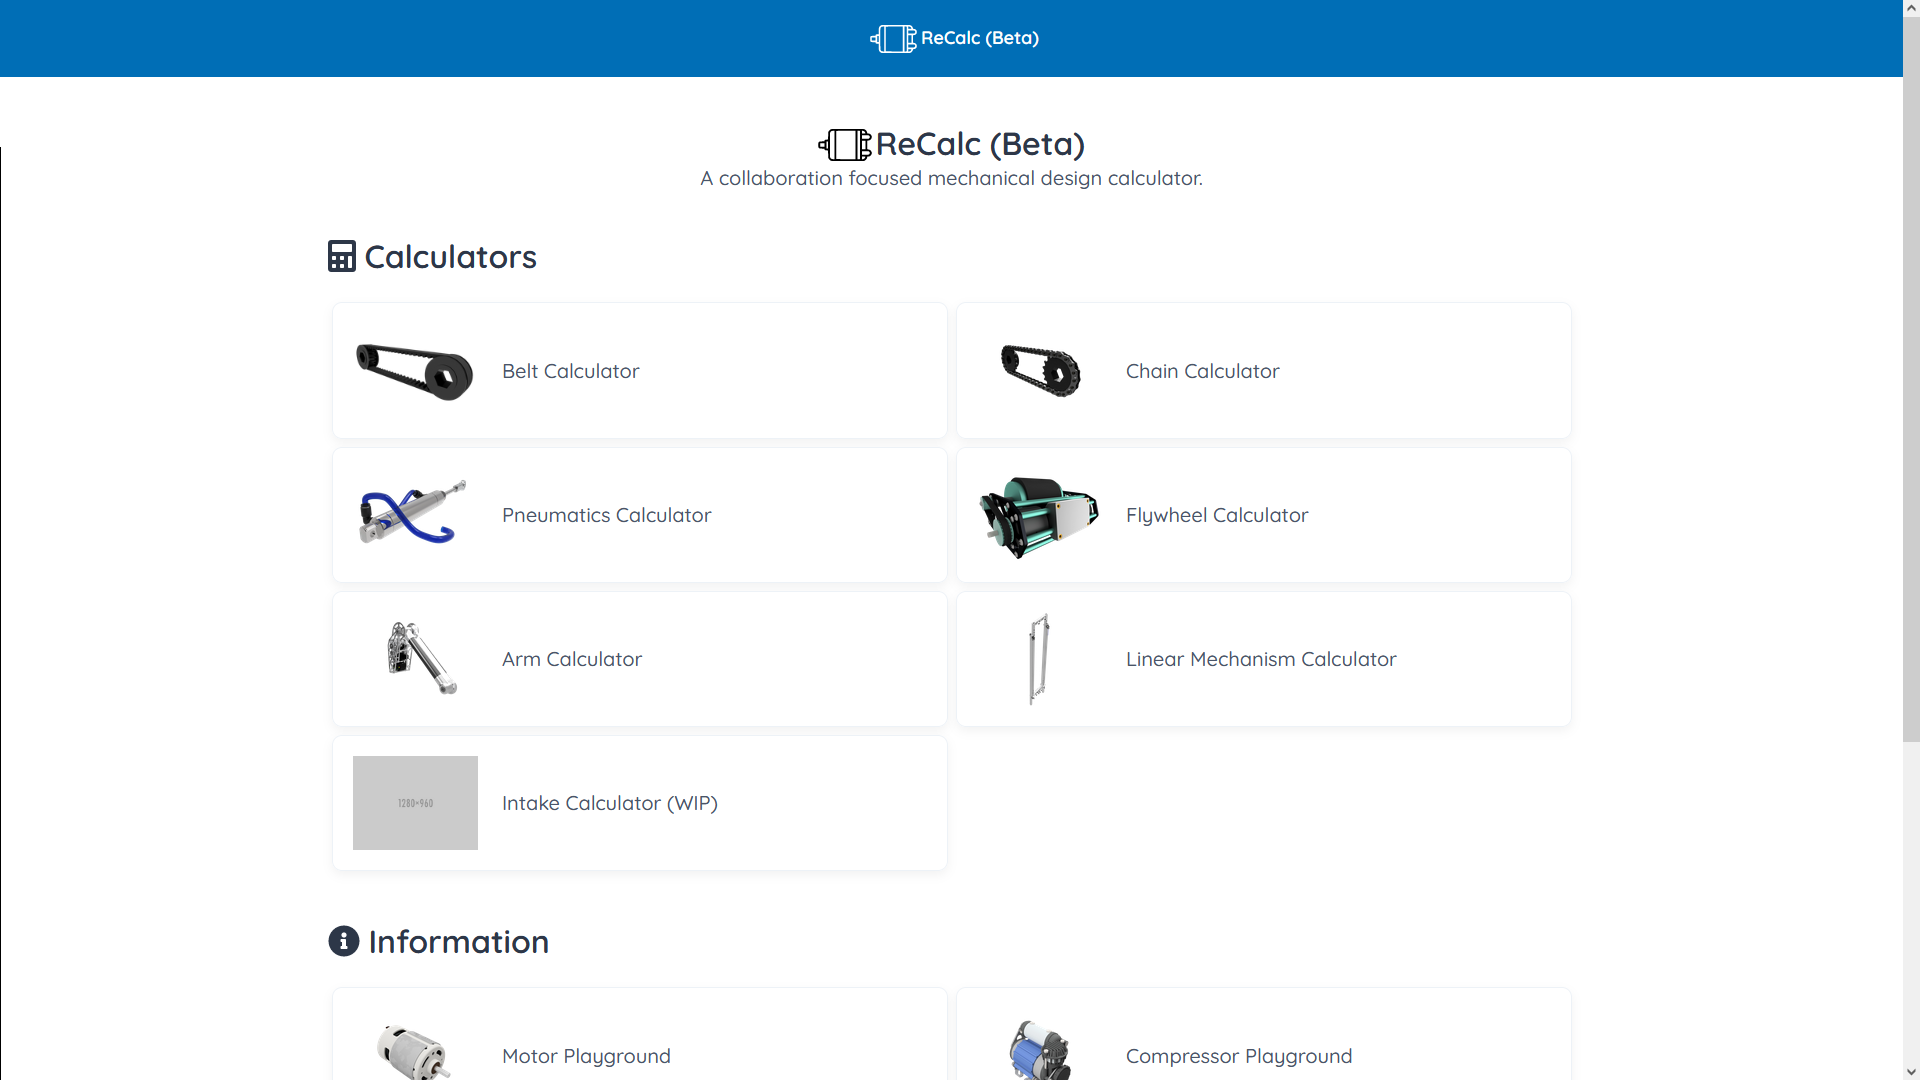 ReCalc (Beta)
ReCalc (Beta)
A collaboration focused mechanical design calculator.
Calculators
Belt Calculator
Chain Calculator
Pneumatics Calculator
Flywheel Calculator
Arm Calculator
Linear Mechanism Calculator
1280×960
Intake Calculator (WIP)
Information
Motor Playground
Compressor Playground